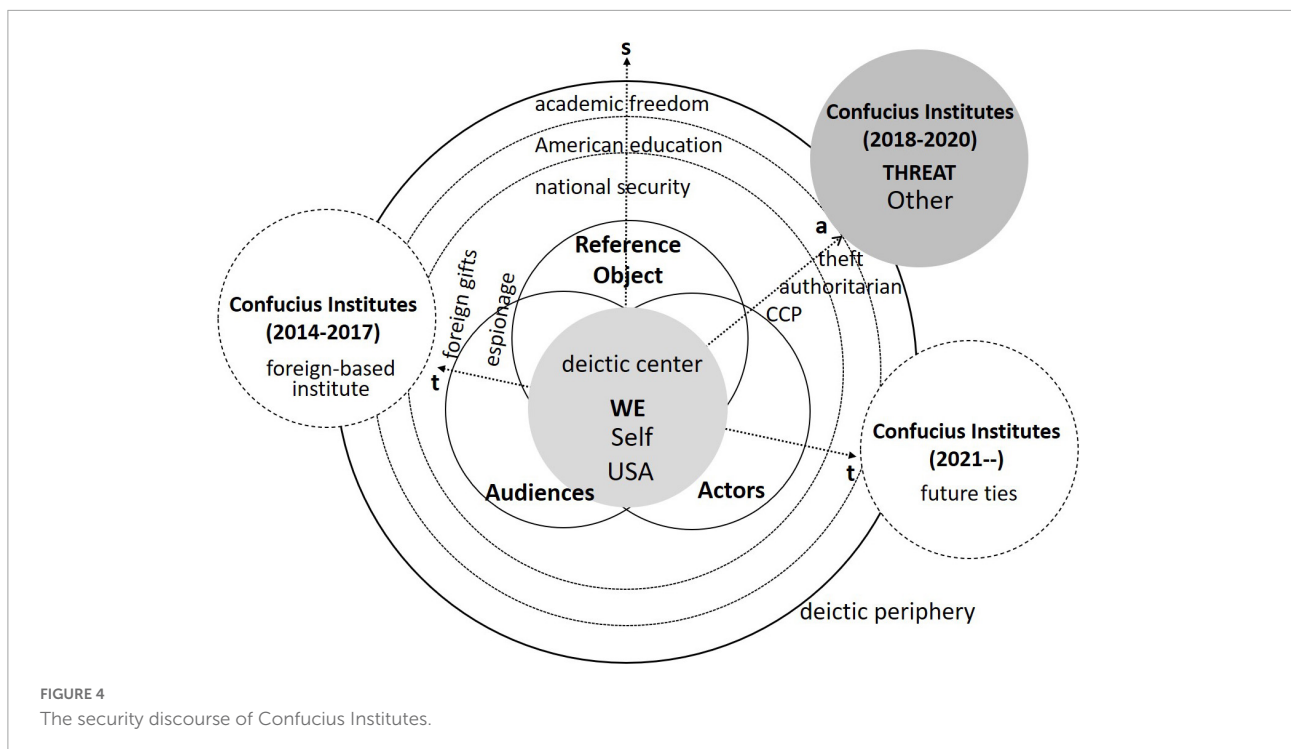 s
academic freedom
American education
national security
Reference
Object
Confucius Institutes
(2018-2020)
THREAT
Other
a
theft
authoritarian
CCP
foreign gifts
espionage
Confucius Institutes
(2014-2017)
foreign-based
institute
t
deictic center
WE
Self
USA
Audiences
Actors
Confucius Institutes
(2021--)
future ties
t
deictic periphery
FIGURE 4
The security discourse of Confucius Institutes.